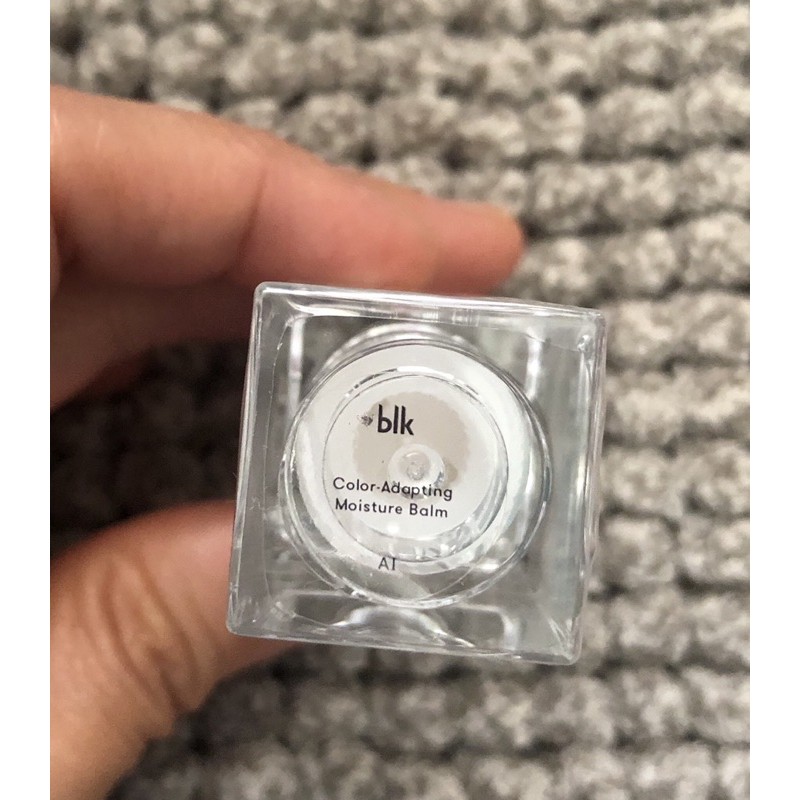 blk
Color-Adapting
Moisture Balm
A1